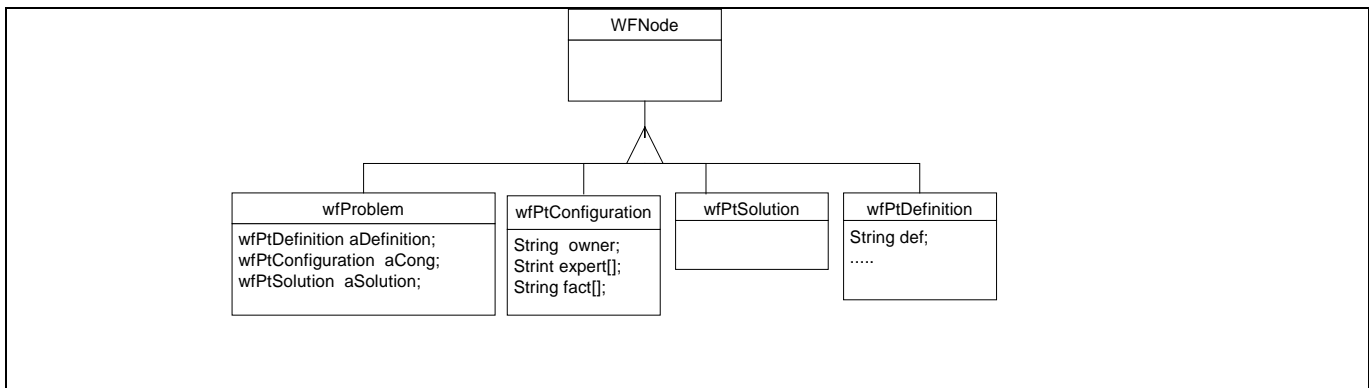 WFNode
wfProblem
wfPtDefinition aDefinition;
wfPtConfiguration aCong;
wfPtSolution aSolution;
wfPtConfiguration
String owner;
Strint expert[];
String fact[];
wfPtSolution
wfPtDefinition
String def;
.....